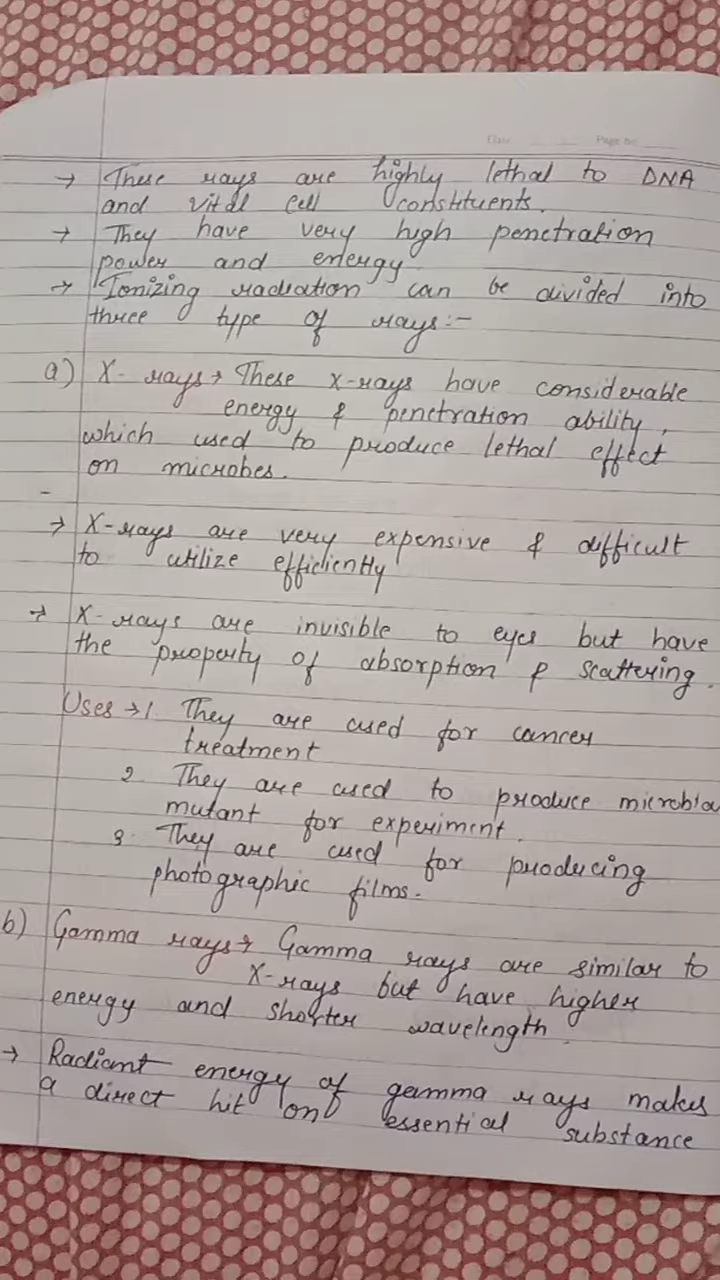 Date Page No.
→ These rays are highly lethal to DNA
and vital cell constituents.
→ They have very high penetration
power and energy
→ Ionizing radiation can be divided into
three type of rays:-
a) X-rays → These x-rays have considerable
energy & penetration ability,
which used to produce lethal effect
on microbes.
-
→ X-rays are very expensive & difficult
to utilize efficiently
→ X-rays are invisible to eyes but have
the property of absorption & scattering.
Uses → 1. They are used for cancer
treatment
2. They are used to produce microbia
mutant for experiment.
3. They are used for producing
photographic films.
b) Gamma rays → Gamma rays are similar to
X-rays but have higher
energy and shorter wavelength
→ Radiant energy of gamma rays makes
a direct hit on essential substance